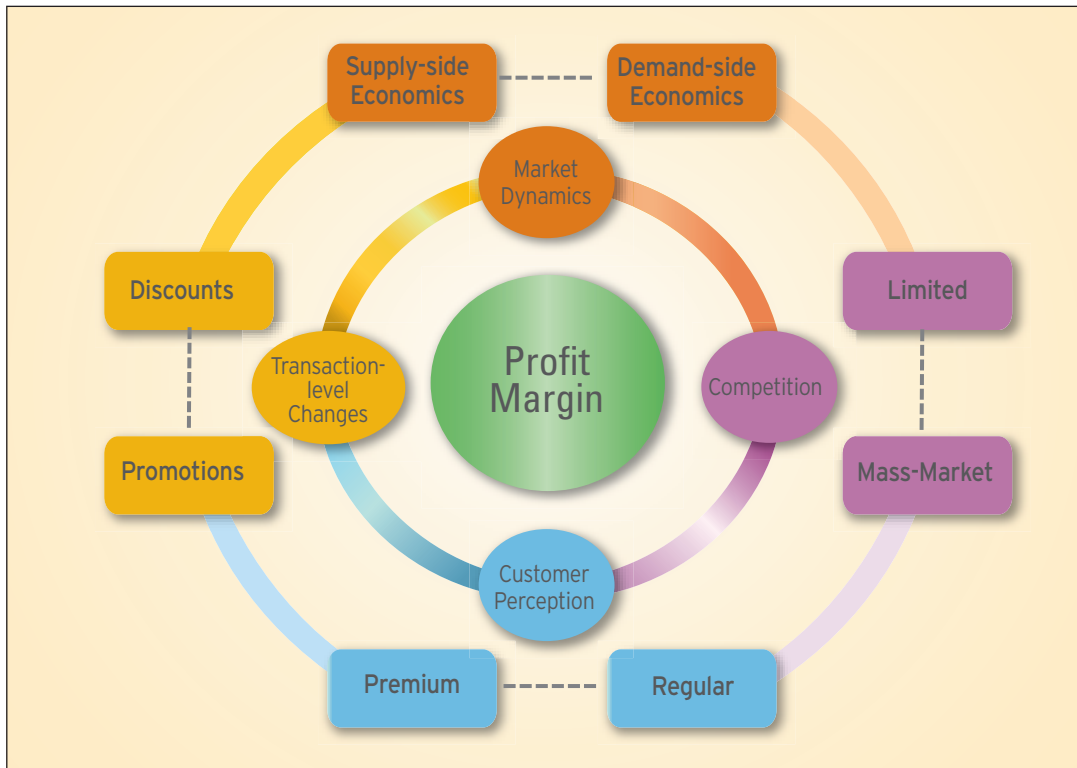 Supply-side
Economics
Demand-side
Economics
Market
Dynamics
Discounts
Limited
Transaction-
level
Changes
Profit
Margin
Competition
Promotions
Mass-Market
Customer
Perception
Premium
Regular